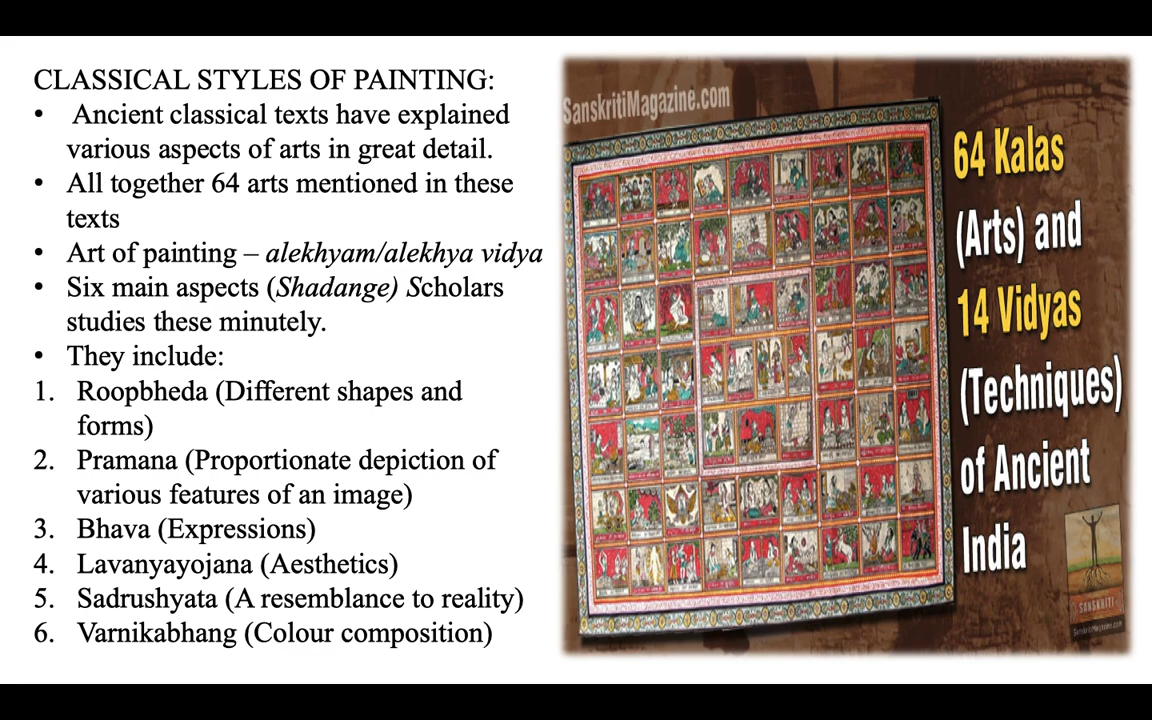 CLASSICAL STYLES OF PAINTING:
• Ancient classical texts have explained
various aspects of arts in great detail.
• All together 64 arts mentioned in these
texts
• Art of painting – alekhyam/alekhya vidya
• Six main aspects (Shadange) Scholars
studies these minutely.
• They include:
1. Roopbheda (Different shapes and
forms)
2. Pramana (Proportionate depiction of
various features of an image)
3. Bhava (Expressions)
4. Lavanyayojana (Aesthetics)
5. Sadrushyata (A resemblance to reality)
6. Varnikabhang (Colour composition)
SanskritiMagazine.com
64 Kalas
(Arts) and
14 Vidyas
(Techniques)
of Ancient
India
SANSKRITI
SanskritiMagazine.com